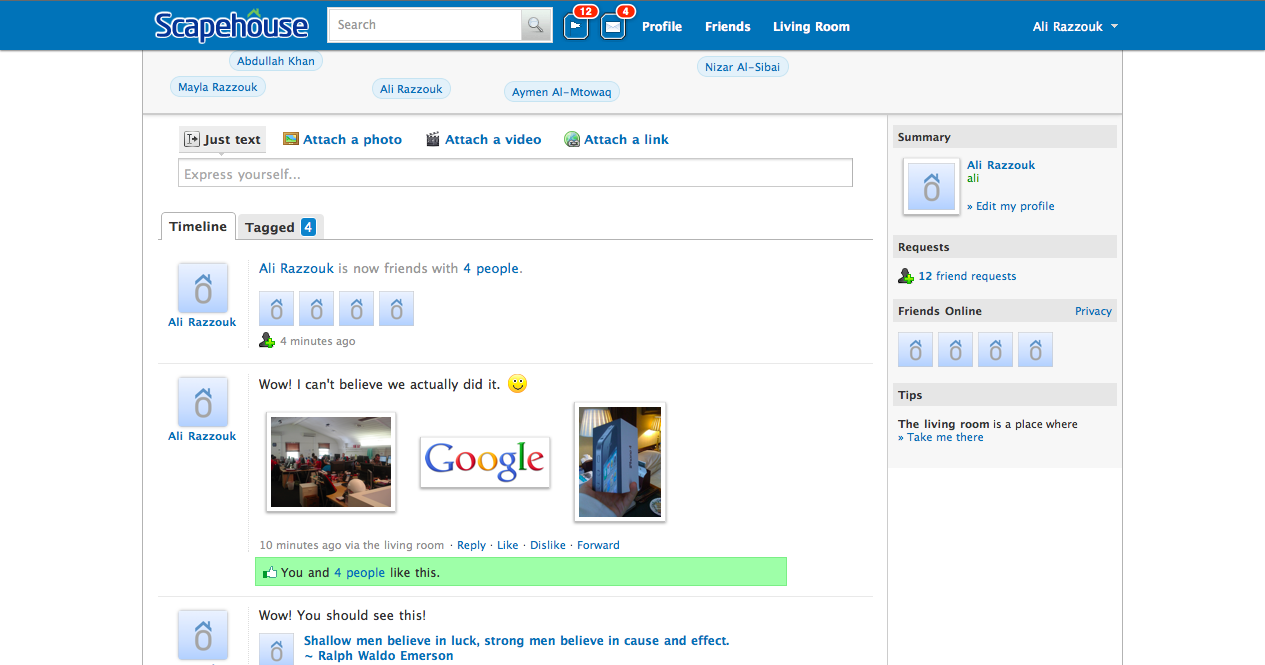 Scapehouse
Search
12
4
Profile
Friends
Living Room
Ali Razzouk
Abdullah Khan
Nizar Al-Sibai
Mayla Razzouk
Ali Razzouk
Aymen Al-Mtowaq
Just text
Attach a photo
Attach a video
Attach a link
Express yourself...
Timeline
Tagged 4
Ali Razzouk is now friends with 4 people.
Ali Razzouk
4 minutes ago
Wow! I can't believe we actually did it.
Ali Razzouk
Google
10 minutes ago via the living room · Reply · Like · Dislike · Forward
You and 4 people like this.
Wow! You should see this!
Shallow men believe in luck, strong men believe in cause and effect.
~ Ralph Waldo Emerson
Summary
Ali Razzouk
ali
» Edit my profile
Requests
12 friend requests
Friends Online
Privacy
Tips
The living room is a place where
» Take me there